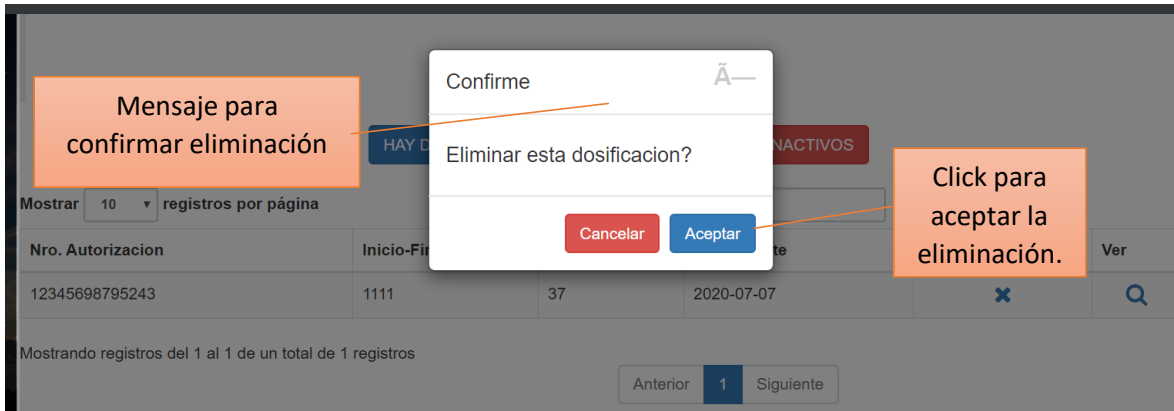 Confirme
Ã—
Mensaje para
confirmar eliminación
HAY D
Eliminar esta dosificacion?
NACTIVOS
Click para
aceptar la
eliminación.
Mostrar 10 registros por página
Cancelar
Aceptar
Nro. Autorizacion Inicio-Fin te Ver
12345698795243 1111 37 2020-07-07
Mostrando registros del 1 al 1 de un total de 1 registros
Anterior 1 Siguiente